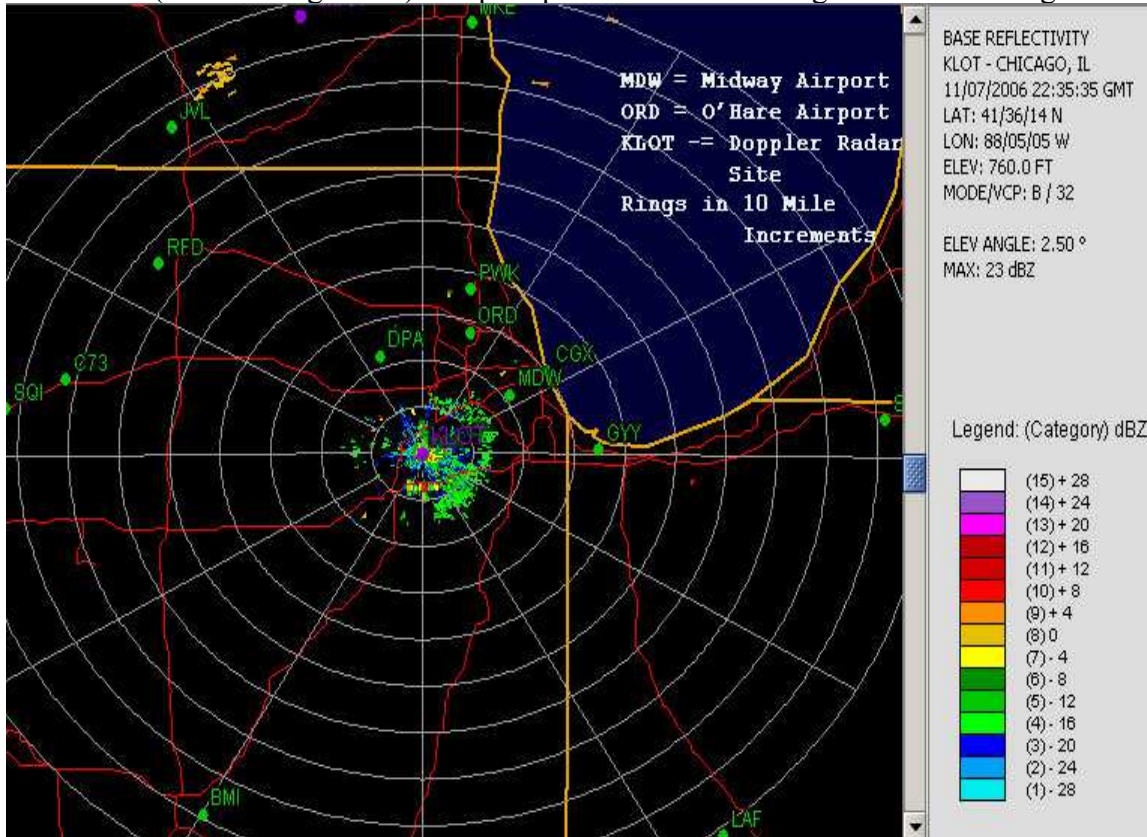 MKE
JVL
MDW = Midway Airport
ORD = O'Hare Airport
KLOT -= Doppler Radar
Site
Rings in 10 Mile
Increments
RFD
PWK
ORD
DPA
C73
CGX
SQI
MDW
KLOT
GYY
S
BMI
LAF
BASE REFLECTIVITY
KLOT - CHICAGO, IL
11/07/2006 22:35:35 GMT
LAT: 41/36/14 N
LON: 88/05/05 W
ELEV: 760.0 FT
MODE/VCP: B / 32
ELEV ANGLE: 2.50 °
MAX: 23 dBZ
Legend: (Category) dBZ
(15) + 28
(14) + 24
(13) + 20
(12) + 16
(11) + 12
(10) + 8
(9) + 4
(8) 0
(7) - 4
(6) - 8
(5) - 12
(4) - 16
(3) - 20
(2) - 24
(1) - 28